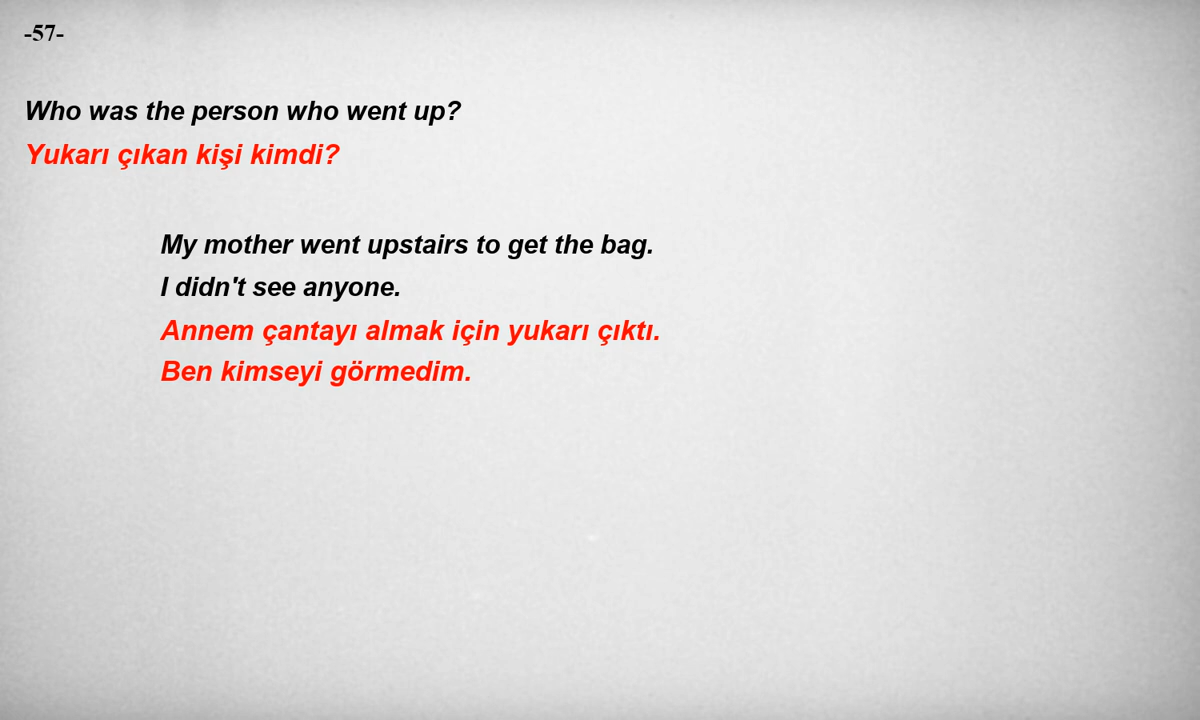 -57-
Who was the person who went up?
Yukarı çıkan kişi kimdi?
My mother went upstairs to get the bag.
I didn't see anyone.
Annem çantayı almak için yukarı çıktı.
Ben kimseyi görmedim.